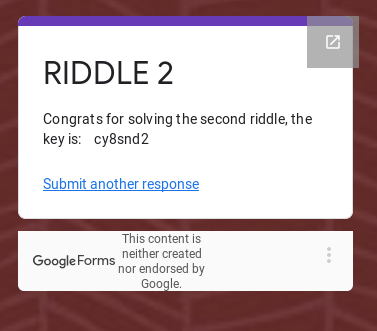 RIDDLE 2
Congrats for solving the second riddle, the
key is: cy8snd2
Submit another response
Google Forms
This content is
neither created
nor endorsed by
Google.